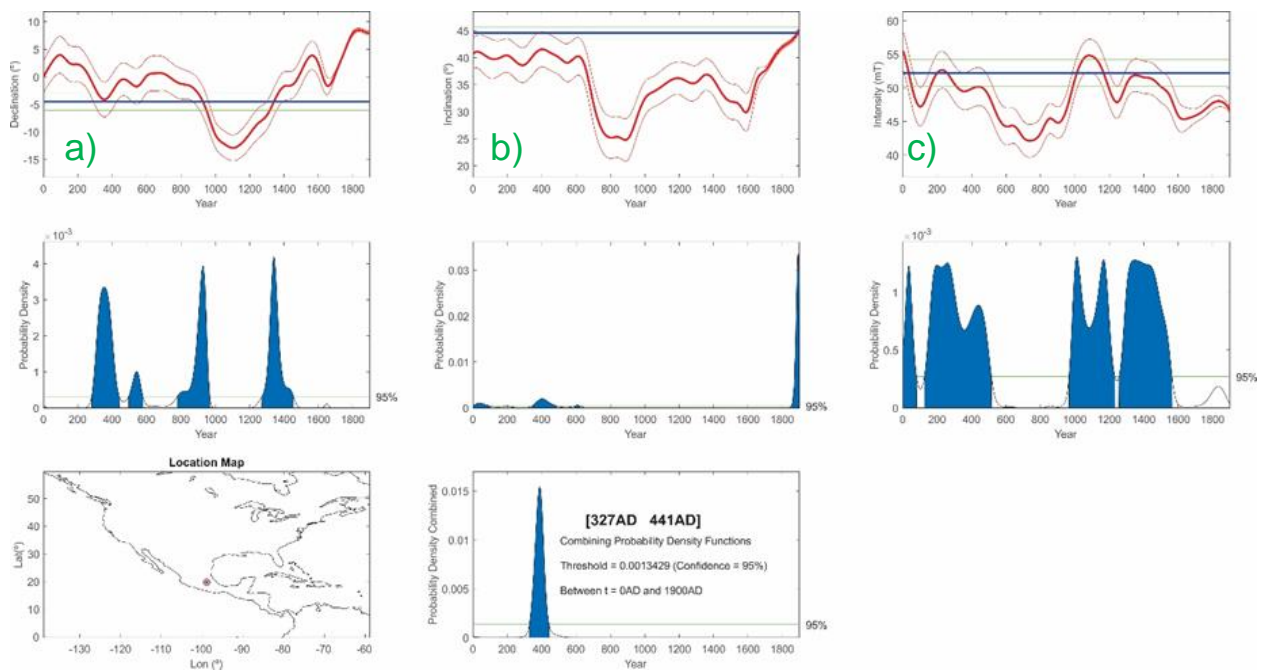 a)
Declination (º)
10
5
0
-5
-10
-15
0 200 400 600 800 1000 1200 1400 1600 1800
Year
b)
Inclination (º)
45
40
35
30
25
20
0 200 400 600 800 1000 1200 1400 1600 1800
Year
c)
Intensity (mT)
55
50
45
40
0 200 400 600 800 1000 1200 1400 1600 1800
Year
×10⁻³
Probability Density
4
3
2
1
0
95%
0 200 400 600 800 1000 1200 1400 1600 1800
Year
Probability Density
0.03
0.02
0.01
0
95%
0 200 400 600 800 1000 1200 1400 1600 1800
Year
×10⁻³
Probability Density
1
0.5
0
95%
0 200 400 600 800 1000 1200 1400 1600 1800
Year
Location Map
Lat(º)
50
40
30
20
10
0
-130 -120 -110 -100 -90 -80 -70 -60
Lon (º)
Probability Density Combined
0.015
0.01
0.005
0
[327AD 441AD]
Combining Probability Density Functions
Threshold = 0.0013429 (Confidence = 95%)
Between t = 0AD and 1900AD
95%
0 200 400 600 800 1000 1200 1400 1600 1800
Year